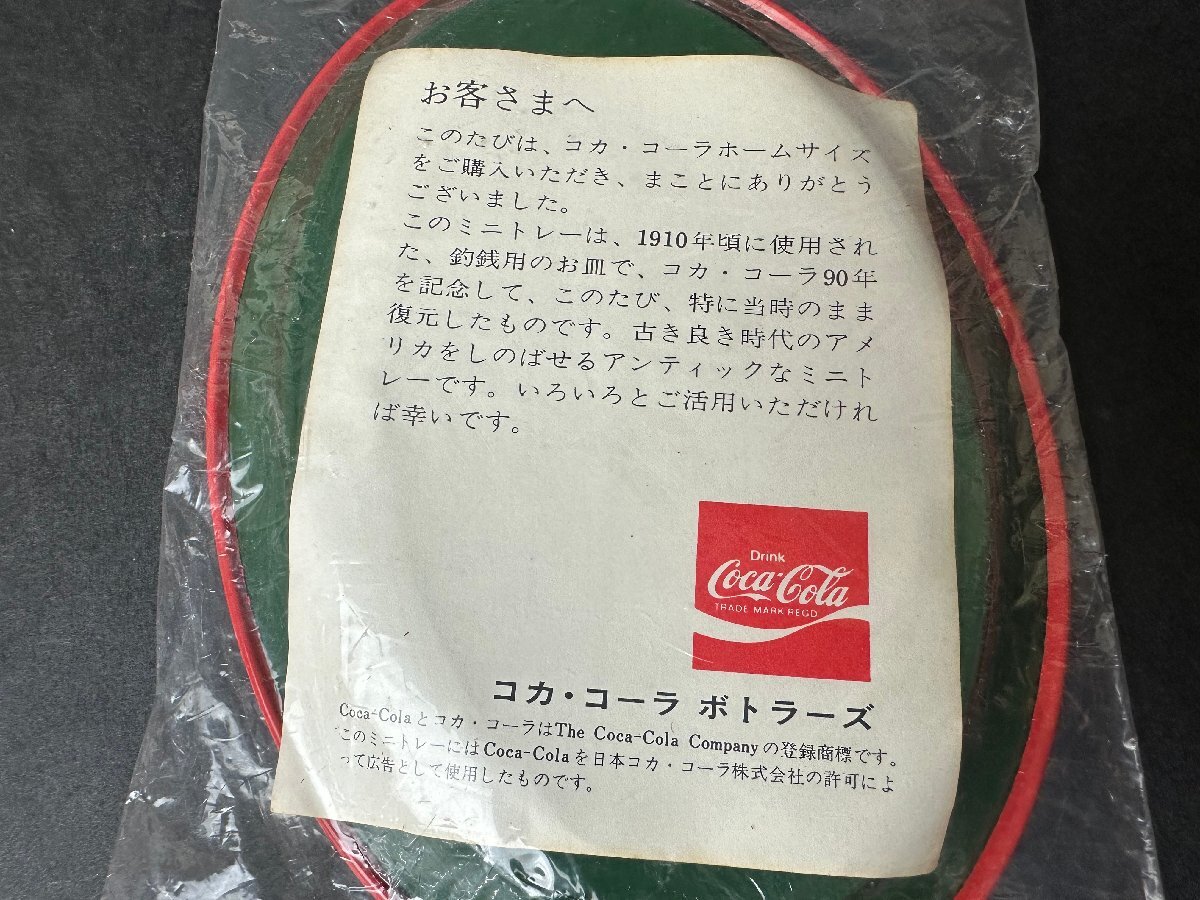 お客さまへ
このたびは、コカ・コーラホームサイズ
をご購入いただき、まことにありがとう
ございました。
このミニトレーは、1910年頃に使用され
た、釣銭用のお皿で、コカ・コーラ90年
を記念して、このたび、特に当時のまま
復元したものです。古き良き時代のアメ
リカをしのばせるアンティックなミニト
レーです。いろいろとご活用いただけれ
ば幸いです。
Drink
Coca-Cola
TRADE MARK REGD
コカ・コーラ ボトラーズ
Coca-Colaとコカ・コーラはThe Coca-Cola Companyの登録商標です。
このミニトレーにはCoca-Colaを日本コカ・コーラ株式会社の許可によ
って広告として使用したものです。